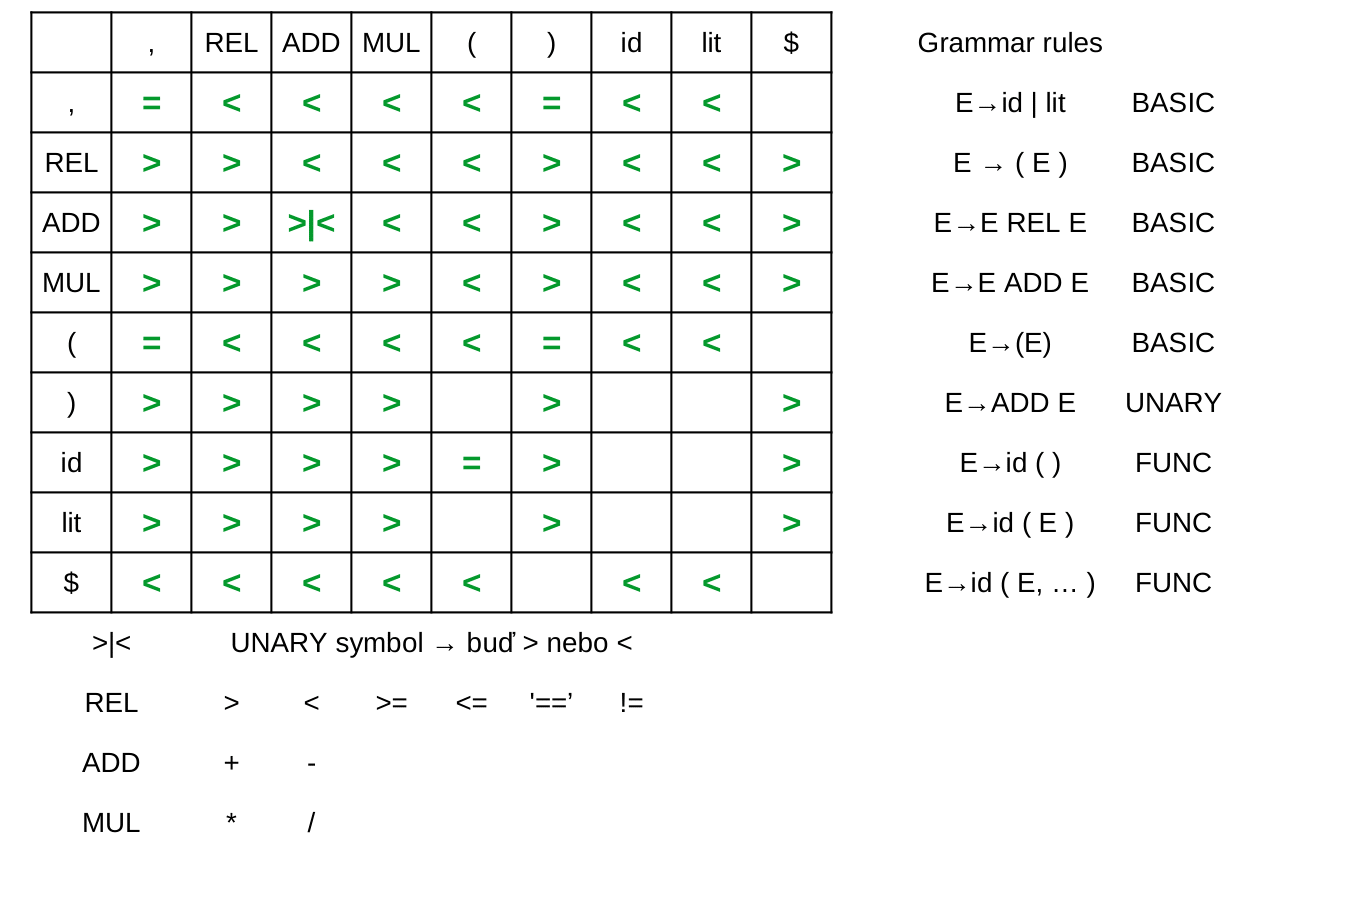 , REL ADD MUL ( ) id lit $ Grammar rules
, = < < < < = < < E→id | lit BASIC
REL > > < < < > < < > E → ( E ) BASIC
ADD > > >|< < < > < < > E→E REL E BASIC
MUL > > > > < > < < > E→E ADD E BASIC
( = < < < < = < < E→(E) BASIC
) > > > > > > E→ADD E UNARY
id > > > > = > > E→id ( ) FUNC
lit > > > > > > E→id ( E ) FUNC
$ < < < < < < < E→id ( E, … ) FUNC
>|< UNARY symbol → buď > nebo <
REL > < >= <= '==’ !=
ADD + -
MUL * /